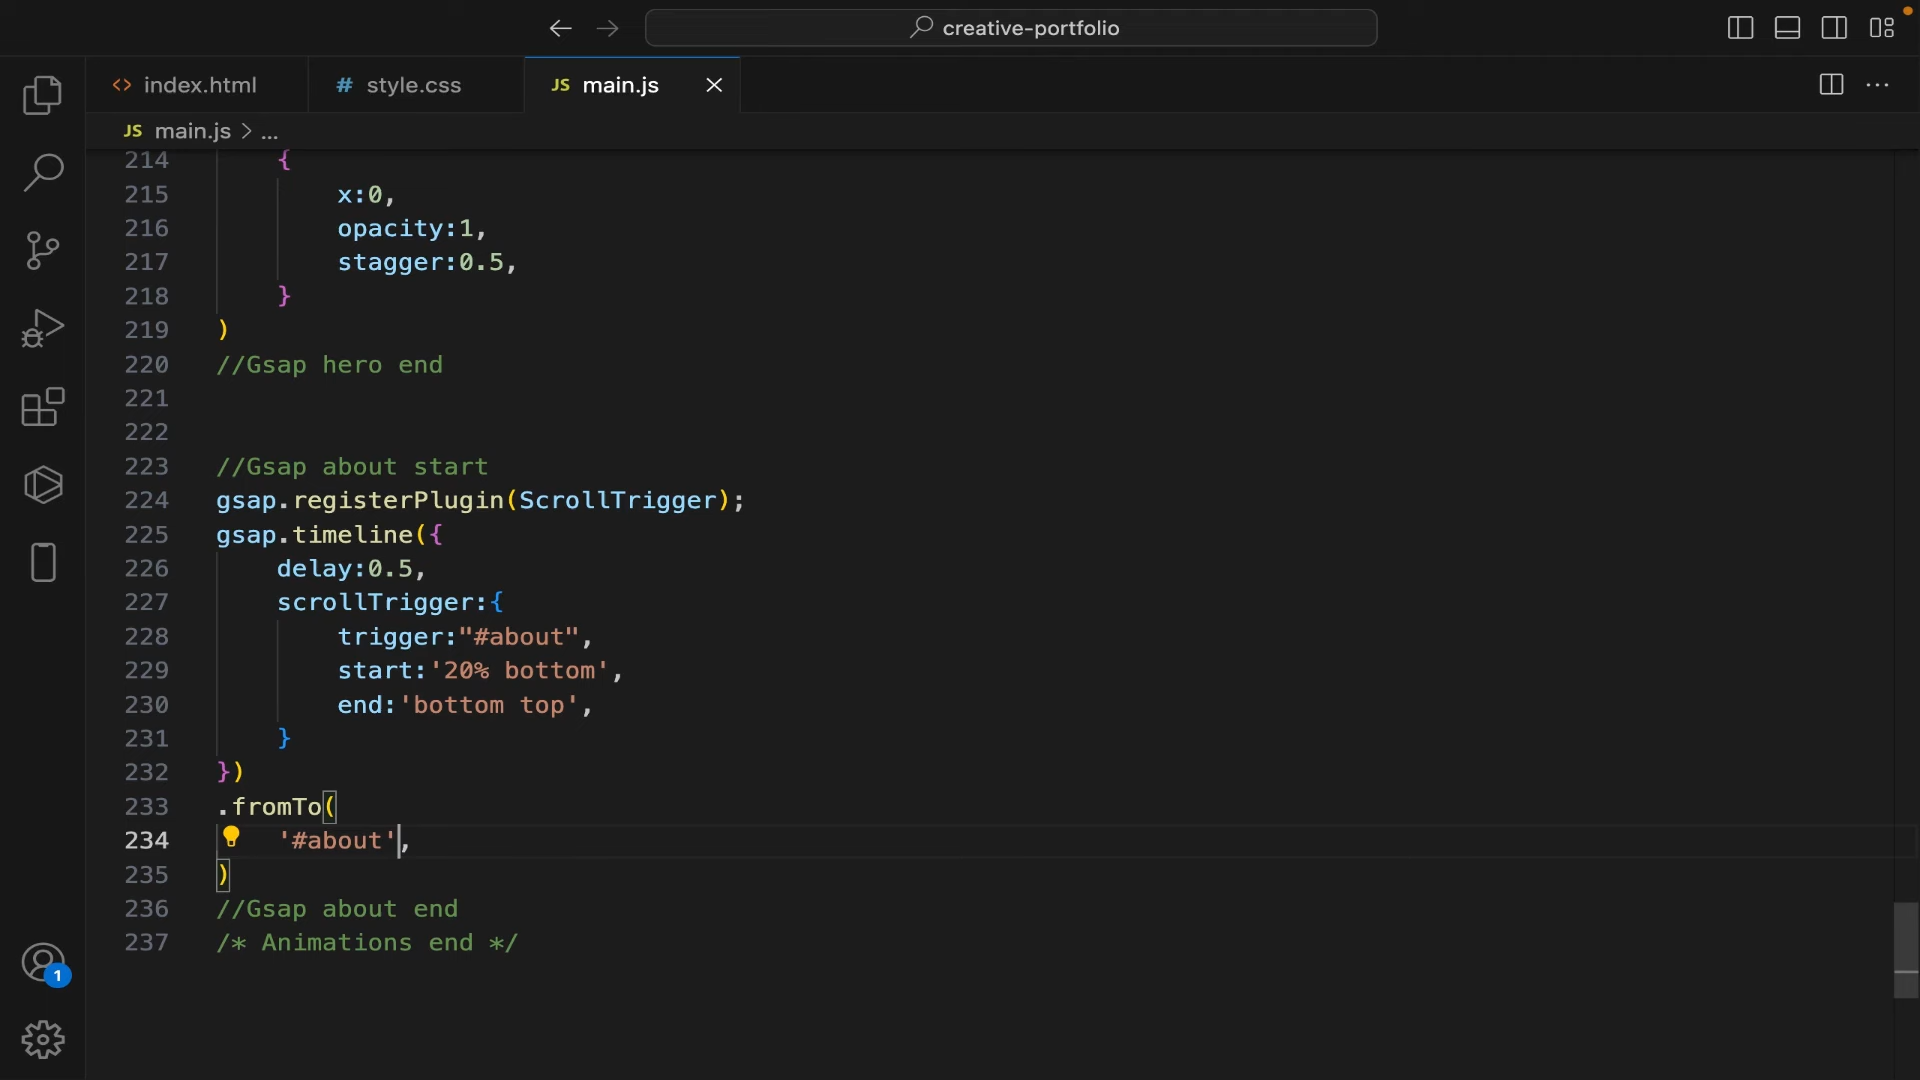 creative-portfolio
index.html
# style.css
JS main.js
JS main.js > ...
214 {
215 x:0,
216 opacity:1,
217 stagger:0.5,
218 }
219 )
220 //Gsap hero end
221
222
223 //Gsap about start
224 gsap.registerPlugin(ScrollTrigger);
225 gsap.timeline({
226 delay:0.5,
227 scrollTrigger:{
228 trigger:"#about",
229 start:'20% bottom',
230 end:'bottom top',
231 }
232 })
233 .fromTo(
234 '#about',
235 )
236 //Gsap about end
237 /* Animations end */
1